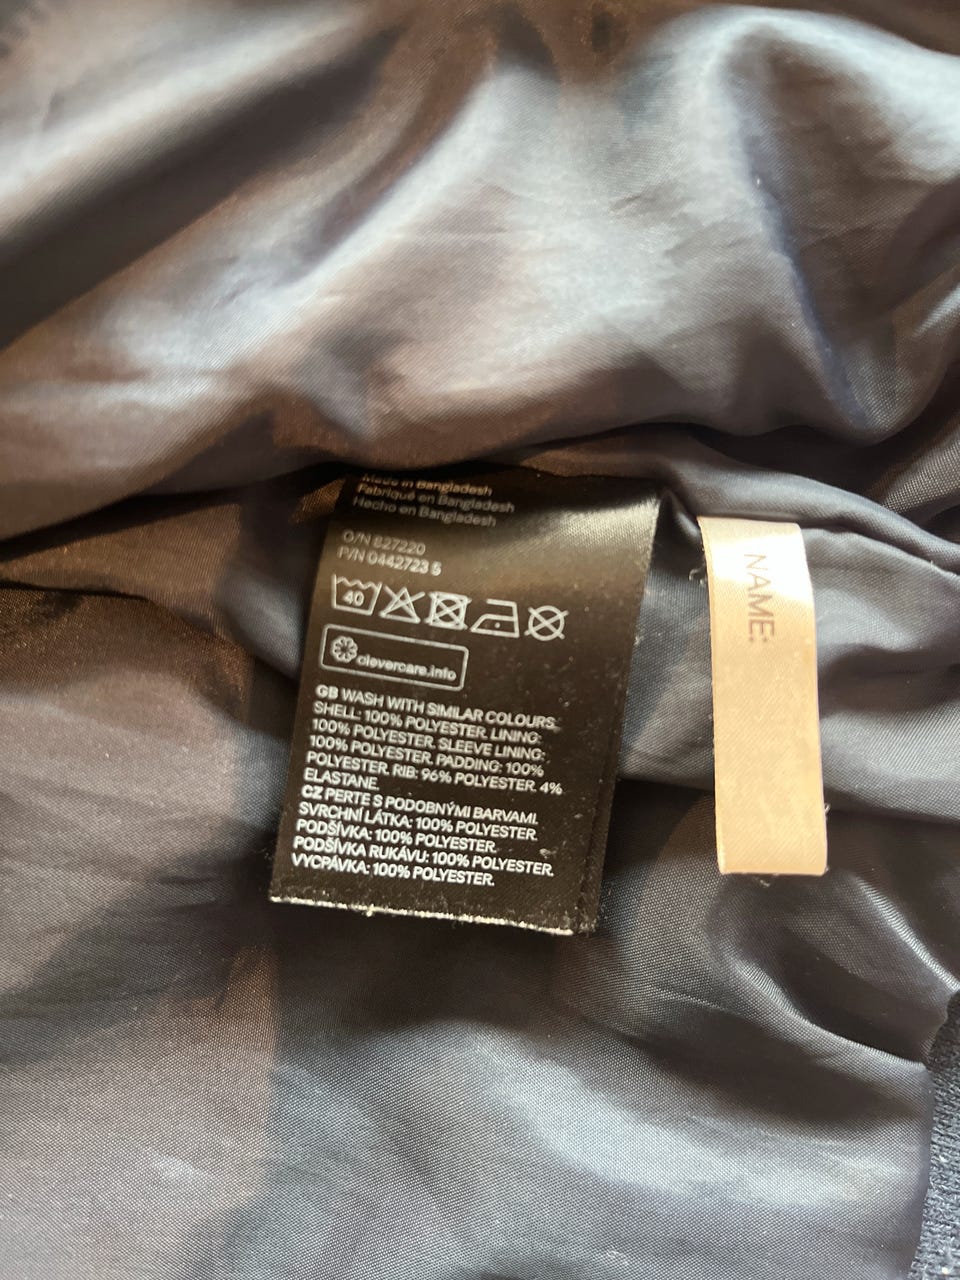 Made in Bangladesh
Fabriqué en Bangladesh
Hecho en Bangladesh
O/N 827220
P/N 0442723 5
40
clevercare.info
GB WASH WITH SIMILAR COLOURS.
SHELL: 100% POLYESTER. LINING:
100% POLYESTER. SLEEVE LINING:
100% POLYESTER. PADDING: 100%
POLYESTER. RIB: 96% POLYESTER. 4%
ELASTANE.
CZ PERTE S PODOBNÝMI BARVAMI.
SVRCHNÍ LÁTKA: 100% POLYESTER.
PODŠÍVKA: 100% POLYESTER.
PODŠÍVKA RUKÁVU: 100% POLYESTER.
VYCPÁVKA: 100% POLYESTER.
NAME: